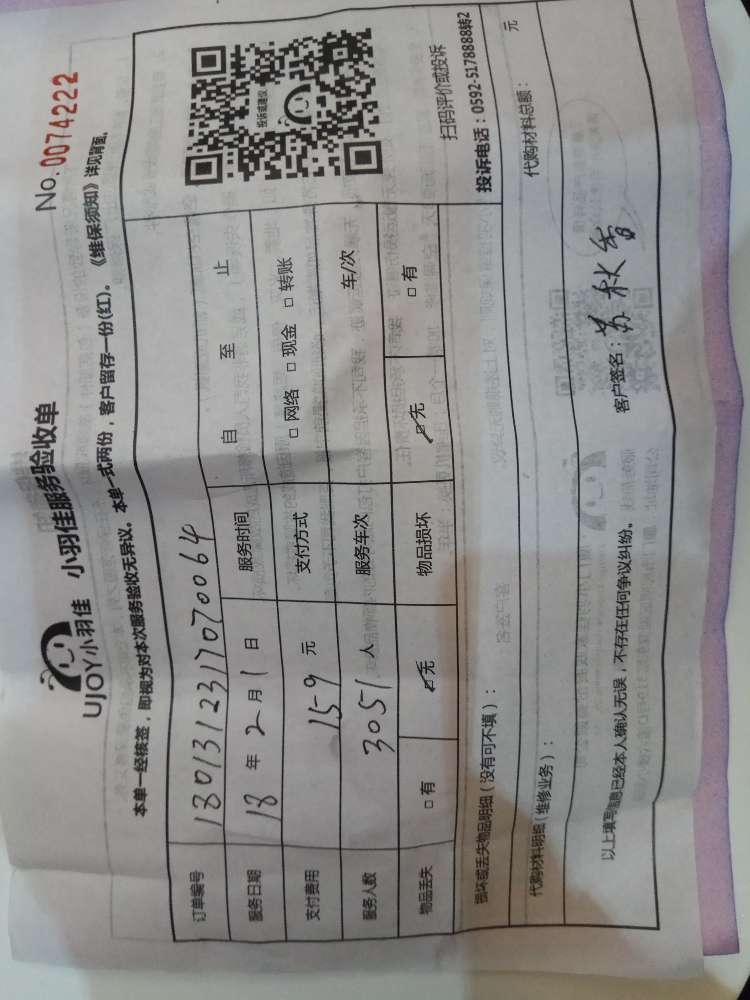 UJOY小羽佳 小羽佳服务验收单
No. 0074222
本单一经核签，即视为对本次服务验收无异议。本单一式两份，客户留存一份(红)。《维保须知》详见背面。
订单编号 1801312317070064
服务日期 18 年 2 月 1 日 服务时间 自 至 止
支付费用 159 元 支付方式 □ 网络 □ 现金 □ 转账
服务人数 3051 人 服务车次 车/次
物品丢失 □ 有 ☑ 无 物品损坏 ☑ 无 □ 有
投诉或建议
扫码评价或投诉
投诉电话：0592-5178888转2
损坏或丢失物品明细（没有可不填）：
代购材料明细（维修业务）： 代购材料总额： 元
以上填写信息已经本人确认无误，不存在任何争议纠纷。 客户签名：苏秋香